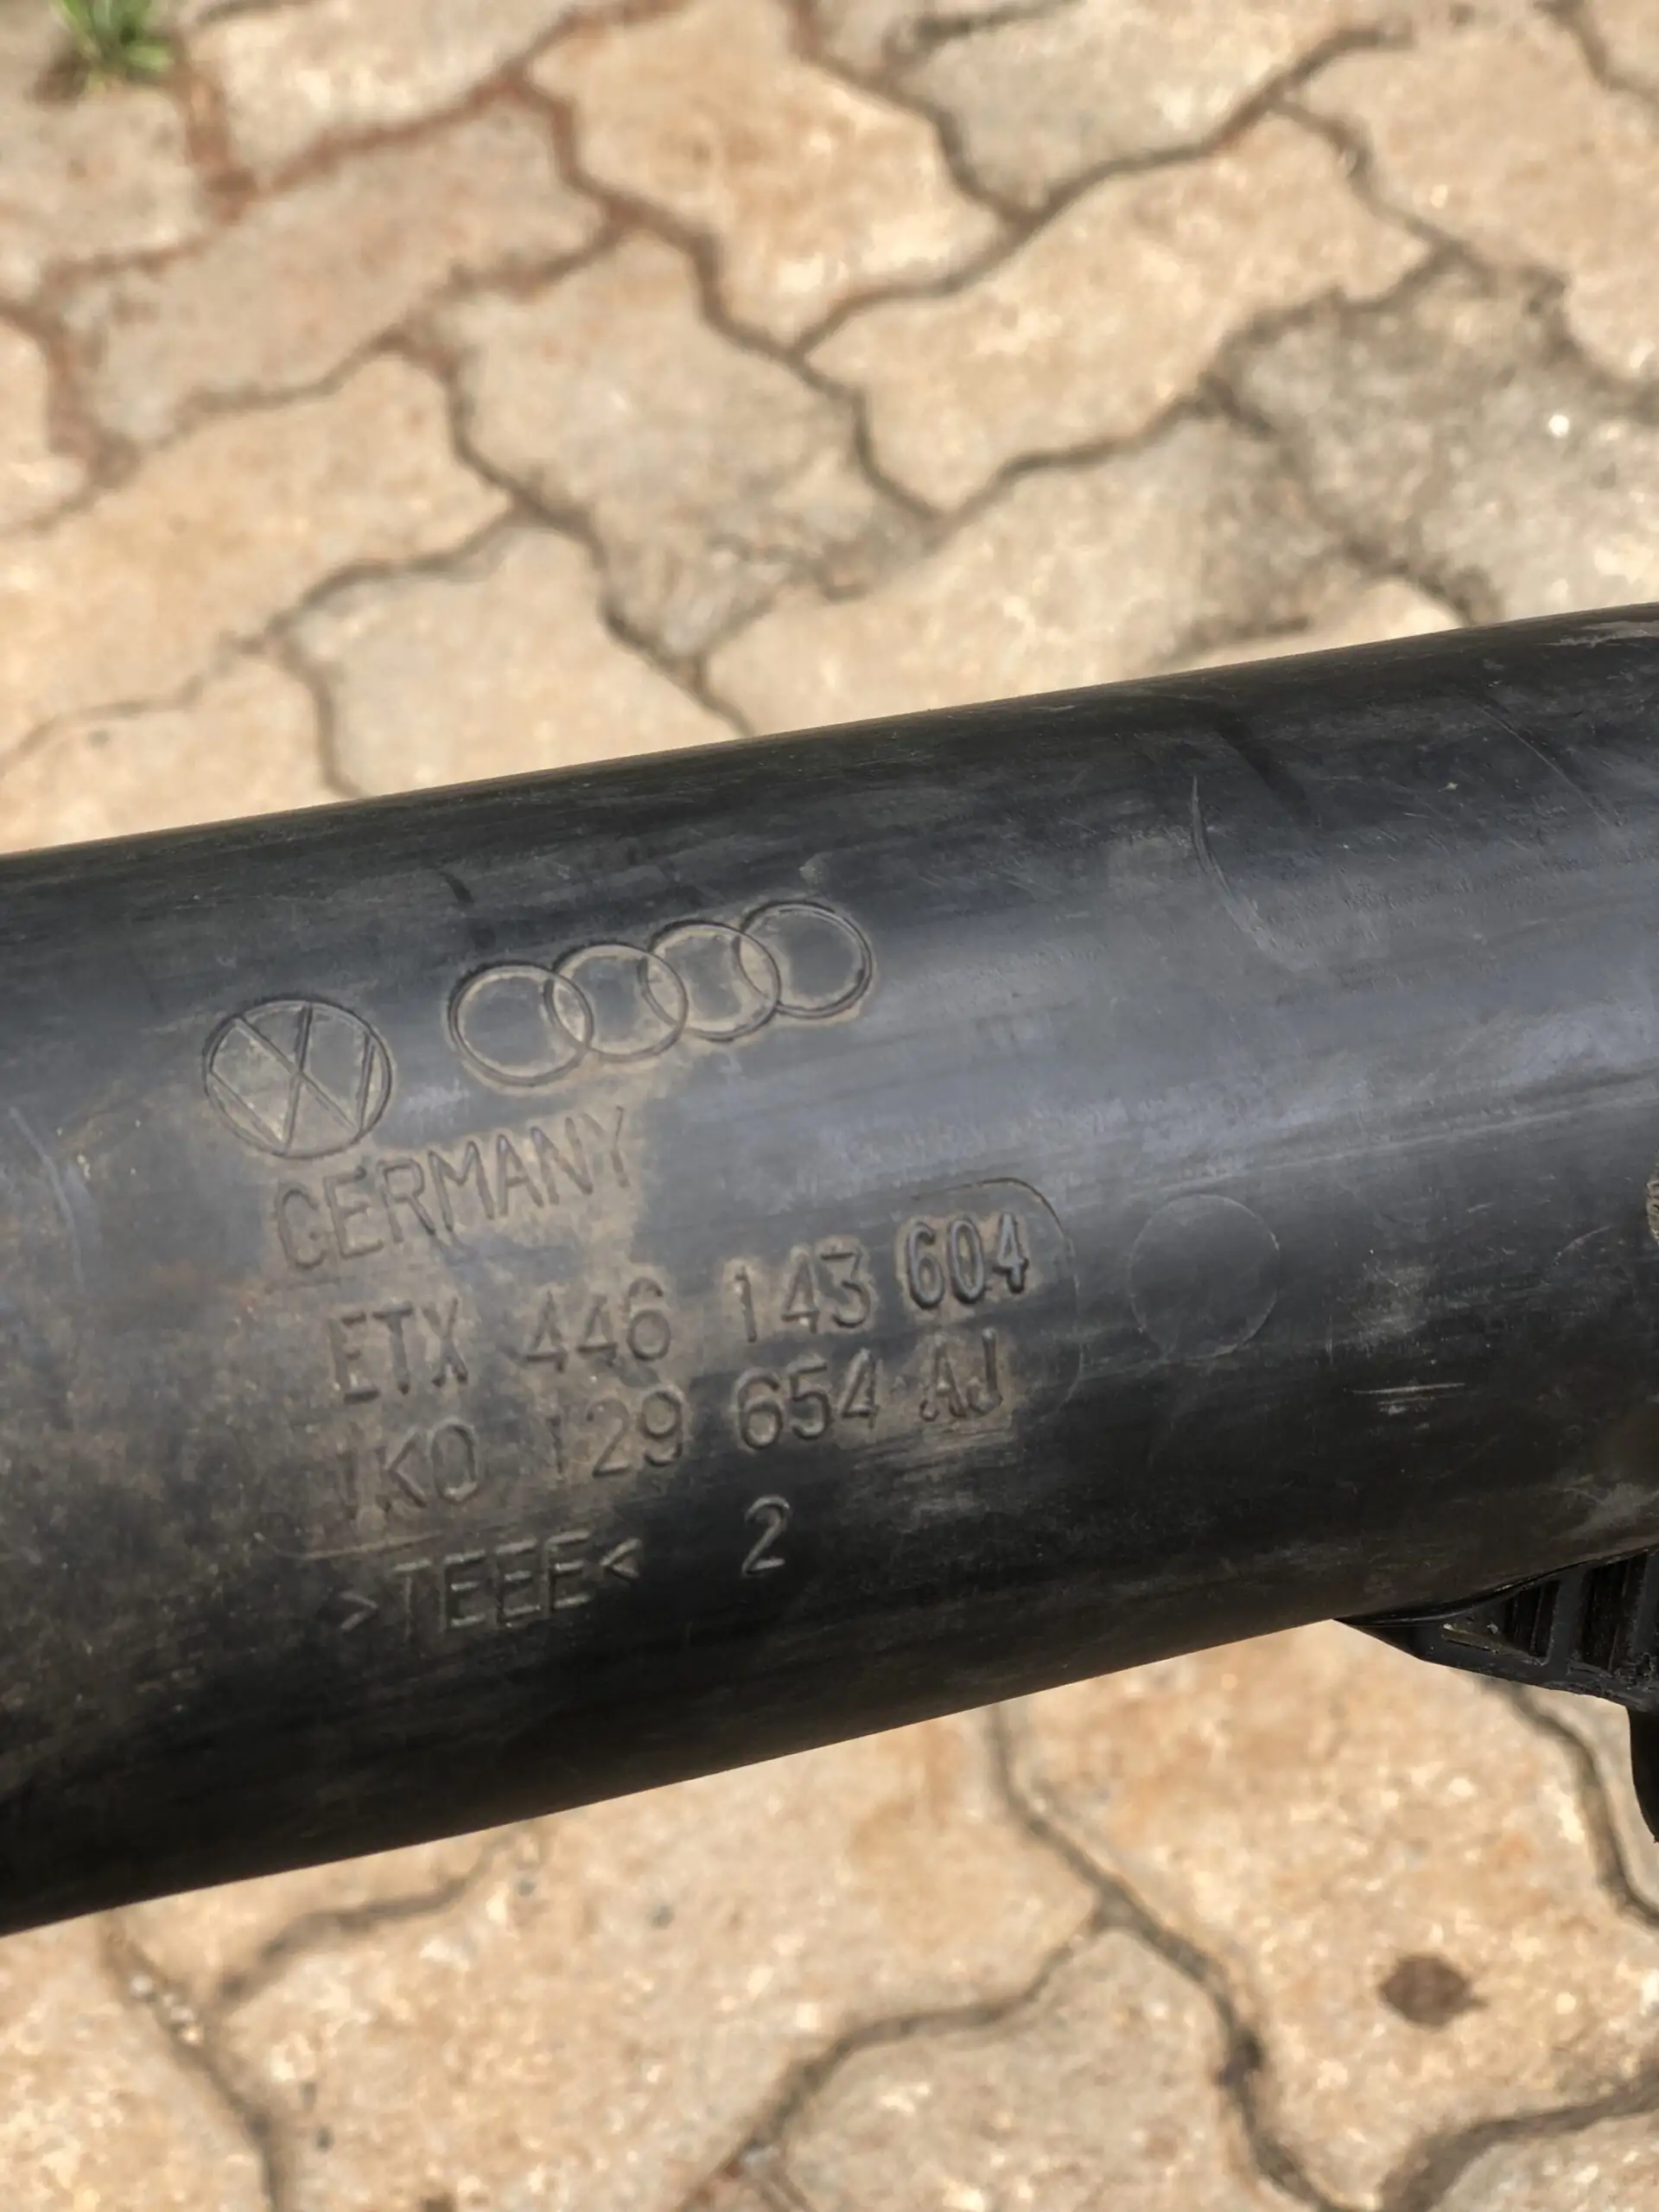 GERMANY
ETX 446 143 604
1K0 129 654 AJ
>TEEE< 2